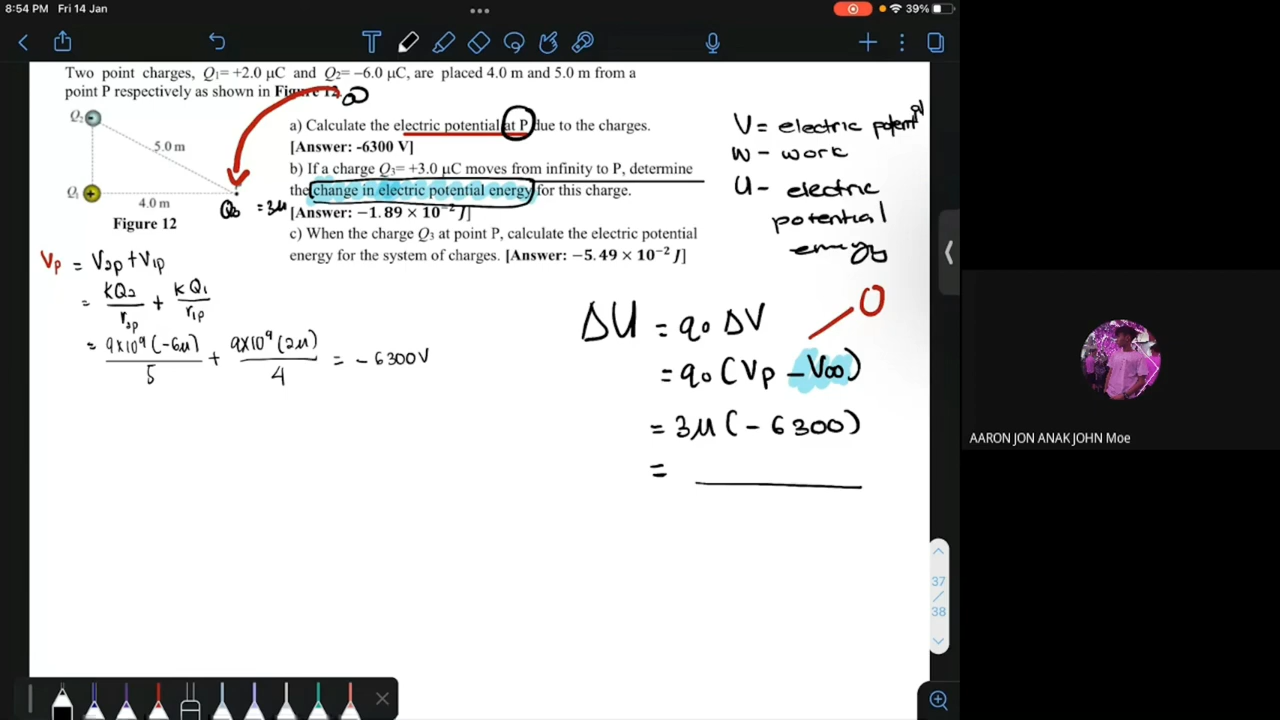 8:54 PM Fri 14 Jan
39%
Two point charges, Q₁= +2.0 µC and Q₂= −6.0 µC, are placed 4.0 m and 5.0 m from a
point P respectively as shown in Figure 12.
∞
Q₂
5.0 m
Q₁
4.0 m
Q₀ = 3µ
Figure 12
a) Calculate the electric potential at P due to the charges.
[Answer: -6300 V]
b) If a charge Q₃= +3.0 µC moves from infinity to P, determine
the change in electric potential energy for this charge.
[Answer: −1.89 × 10⁻² J]
c) When the charge Q₃ at point P, calculate the electric potential
energy for the system of charges. [Answer: −5.49 × 10⁻² J]
V = electric potential
W - work
U - electric
potential
energy
Vp = V2p + V1p
= kQ2/r2p + kQ1/r1p
= 9x10⁹(-6µ)/5 + 9x10⁹(2µ)/4 = - 6300V
ΔU = q₀ ΔV
0
= q₀ (Vp - V∞)
= 3µ (- 6300)
=
37
38
AARON JON ANAK JOHN Moe